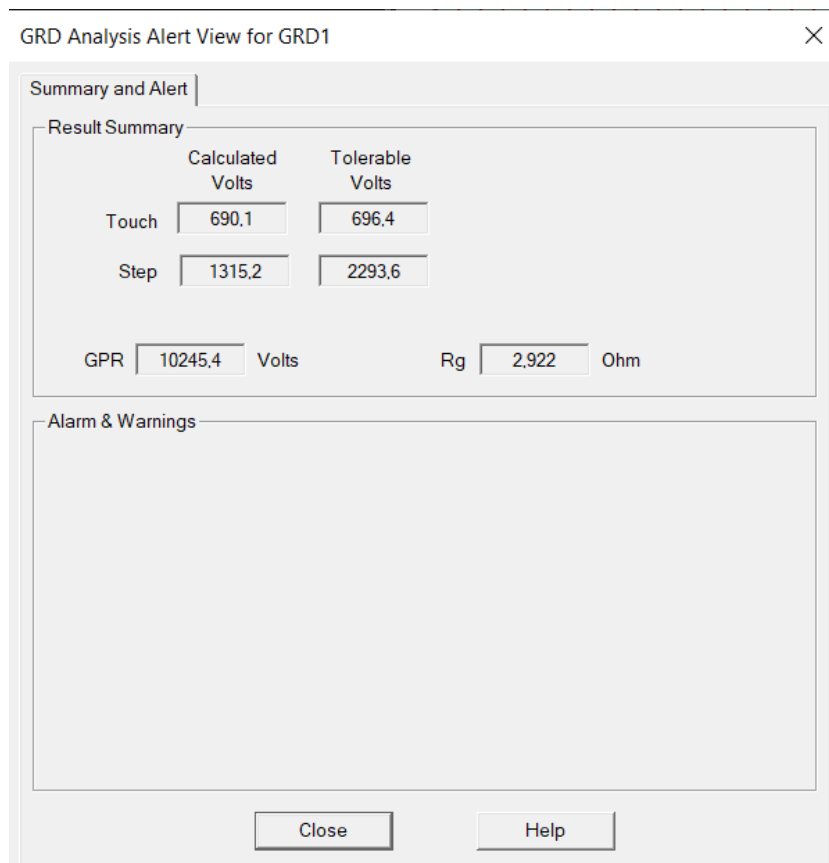 GRD Analysis Alert View for GRD1
Summary and Alert
Result Summary
Calculated Volts Tolerable Volts
Touch 690,1 696,4
Step 1315,2 2293,6
GPR 10245,4 Volts Rg 2,922 Ohm
Alarm & Warnings
Close Help